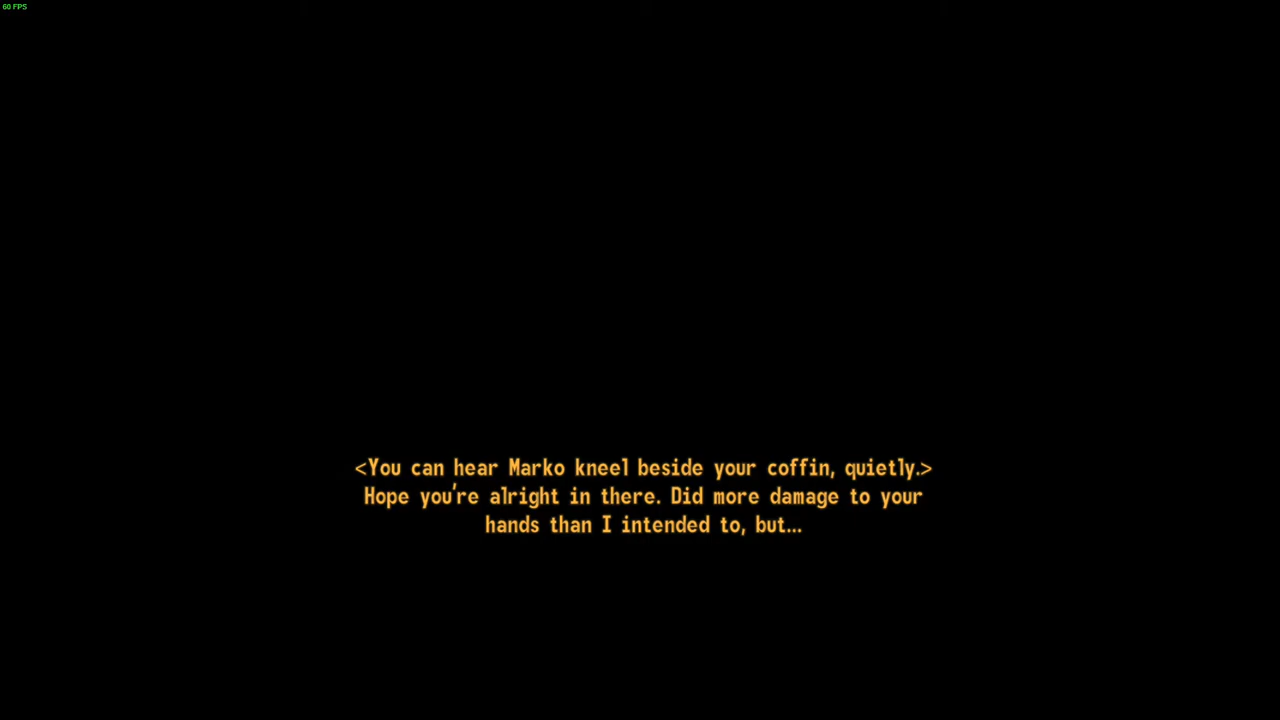 60 FPS
<You can hear Marko kneel beside your coffin, quietly.>
Hope you're alright in there. Did more damage to your
hands than I intended to, but...